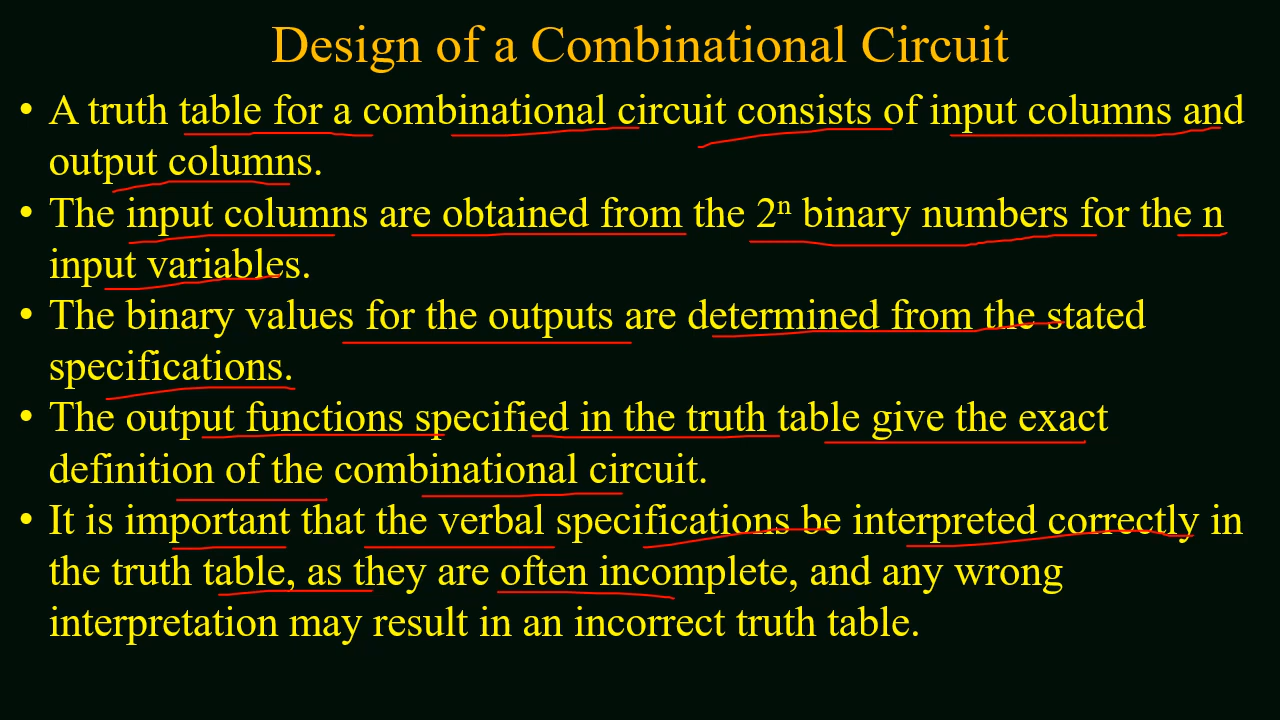 Design of a Combinational Circuit
• A truth table for a combinational circuit consists of input columns and
output columns.
• The input columns are obtained from the 2ⁿ binary numbers for the n
input variables.
• The binary values for the outputs are determined from the stated
specifications.
• The output functions specified in the truth table give the exact
definition of the combinational circuit.
• It is important that the verbal specifications be interpreted correctly in
the truth table, as they are often incomplete, and any wrong
interpretation may result in an incorrect truth table.